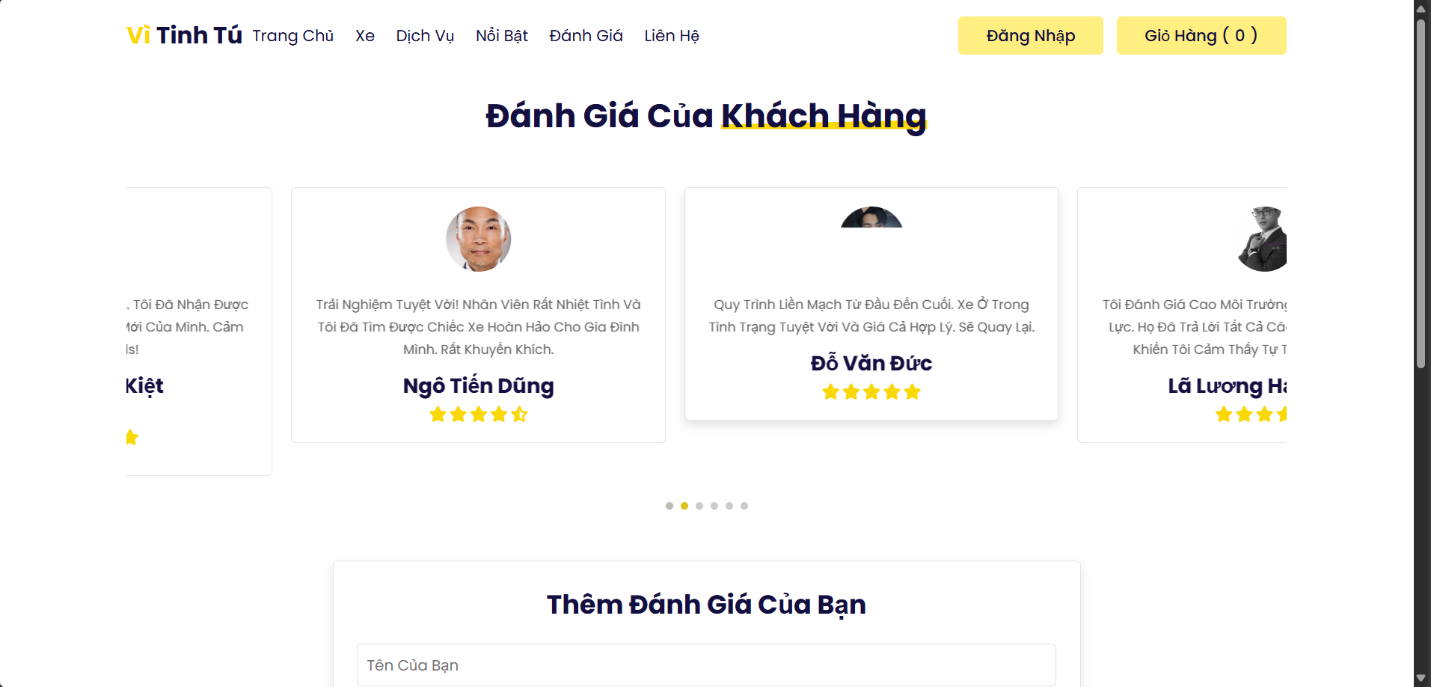 Vì Tinh Tú Trang Chủ Xe Dịch Vụ Nổi Bật Đánh Giá Liên Hệ Đăng Nhập Giỏ Hàng ( 0 )
Đánh Giá Của Khách Hàng
. Tôi Đã Nhận Được
Mới Của Mình. Cảm
ls!
Kiệt
Trải Nghiệm Tuyệt Vời! Nhân Viên Rất Nhiệt Tình Và
Tôi Đã Tìm Được Chiếc Xe Hoàn Hảo Cho Gia Đình
Mình. Rất Khuyến Khích.
Ngô Tiến Dũng
Quy Trình Liền Mạch Từ Đầu Đến Cuối. Xe Ở Trong
Tình Trạng Tuyệt Vời Và Giá Cả Hợp Lý. Sẽ Quay Lại.
Đỗ Văn Đức
Tôi Đánh Giá Cao Môi Trường
Lực. Họ Đã Trả Lời Tất Cả Các
Khiến Tôi Cảm Thấy Tự T
Lã Lương Hà
Thêm Đánh Giá Của Bạn
Tên Của Bạn